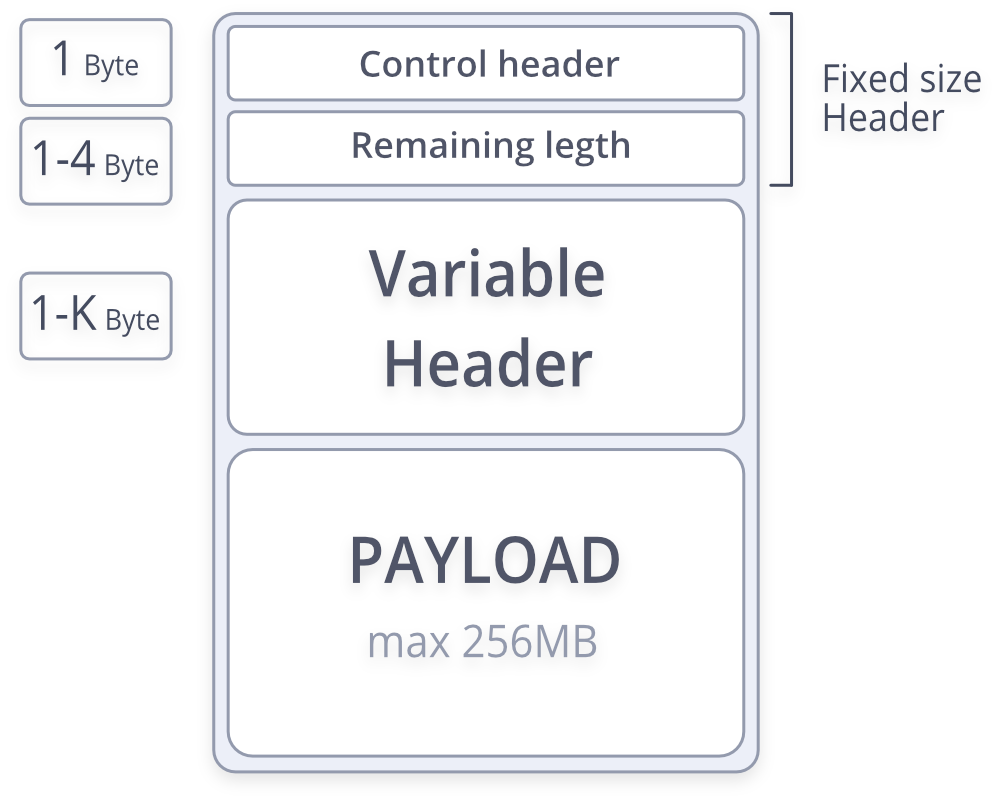 1 Byte
Control header
Fixed size
Header
1-4 Byte
Remaining legth
1-K Byte
Variable
Header
PAYLOAD
max 256MB